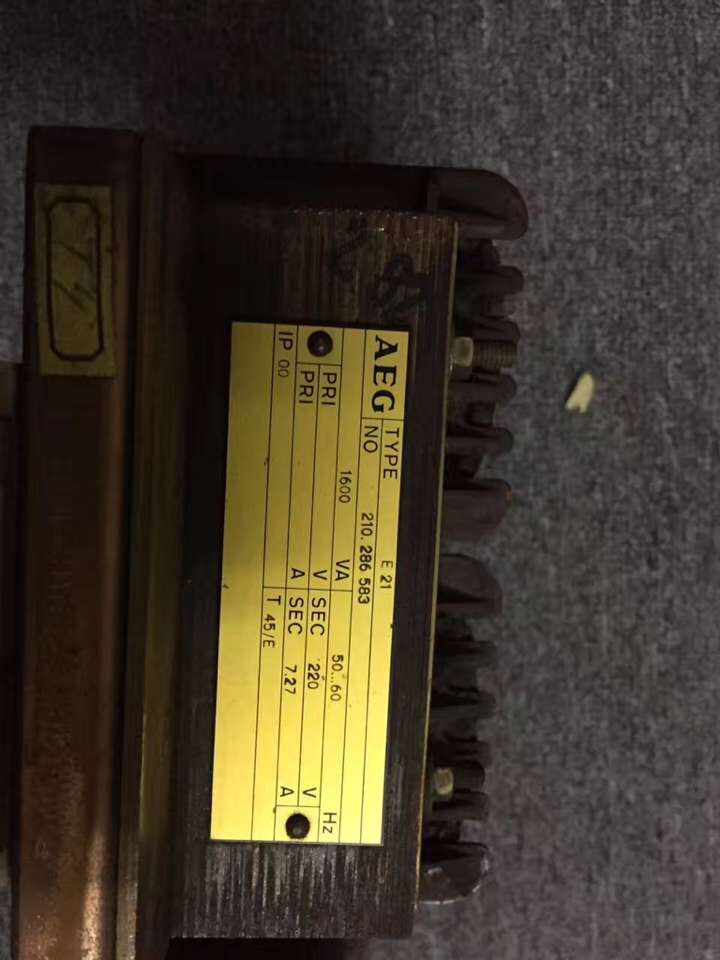 AEG TYPE E 21
NO 210.286 583
1600 VA 50...60 Hz
PRI V SEC 220 V
PRI A SEC 7.27 A
IP 00 T 45/E
T4